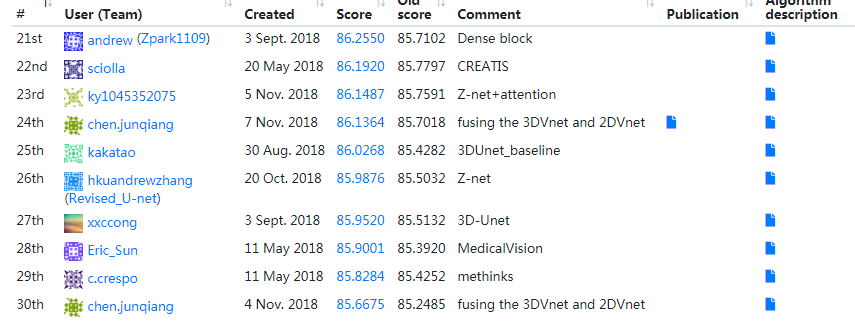 # User (Team) Created Score Old score Comment Publication Algorithm description
21st andrew (Zpark1109) 3 Sept. 2018 86.2550 85.7102 Dense block
22nd sciolla 20 May 2018 86.1920 85.7797 CREATIS
23rd ky1045352075 5 Nov. 2018 86.1487 85.7591 Z-net+attention
24th chen.junqiang 7 Nov. 2018 86.1364 85.7018 fusing the 3DVnet and 2DVnet
25th kakatao 30 Aug. 2018 86.0268 85.4282 3DUnet_baseline
26th hkuandrewzhang 20 Oct. 2018 85.9876 85.5032 Z-net
(Revised_U-net)
27th xxccong 3 Sept. 2018 85.9520 85.5132 3D-Unet
28th Eric_Sun 11 May 2018 85.9001 85.3920 MedicalVision
29th c.crespo 11 May 2018 85.8284 85.4252 methinks
30th chen.junqiang 4 Nov. 2018 85.6675 85.2485 fusing the 3DVnet and 2DVnet